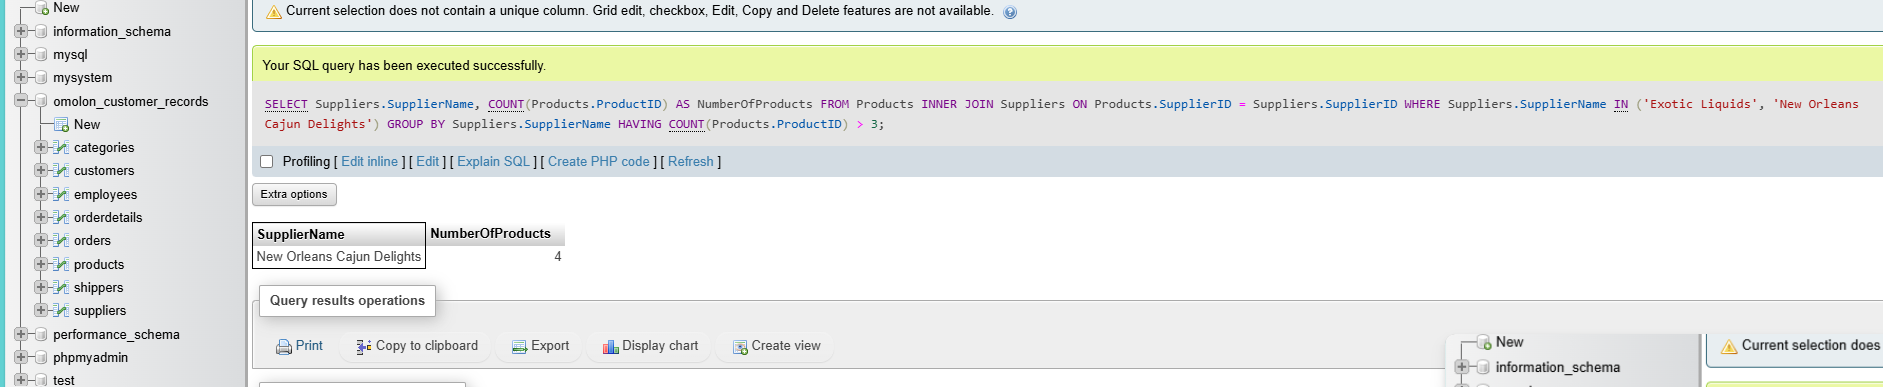 New
information_schema
mysql
mysystem
omolon_customer_records
New
categories
customers
employees
orderdetails
orders
products
shippers
suppliers
performance_schema
phpmyadmin
test
Current selection does not contain a unique column. Grid edit, checkbox, Edit, Copy and Delete features are not available.
Your SQL query has been executed successfully.
SELECT Suppliers.SupplierName, COUNT(Products.ProductID) AS NumberOfProducts FROM Products INNER JOIN Suppliers ON Products.SupplierID = Suppliers.SupplierID WHERE Suppliers.SupplierName IN ('Exotic Liquids', 'New Orleans
Cajun Delights') GROUP BY Suppliers.SupplierName HAVING COUNT(Products.ProductID) > 3;
Profiling [ Edit inline ] [ Edit ] [ Explain SQL ] [ Create PHP code ] [ Refresh ]
Extra options
SupplierName NumberOfProducts
New Orleans Cajun Delights 4
Query results operations
Print Copy to clipboard Export Display chart Create view
New
information_schema
Current selection does